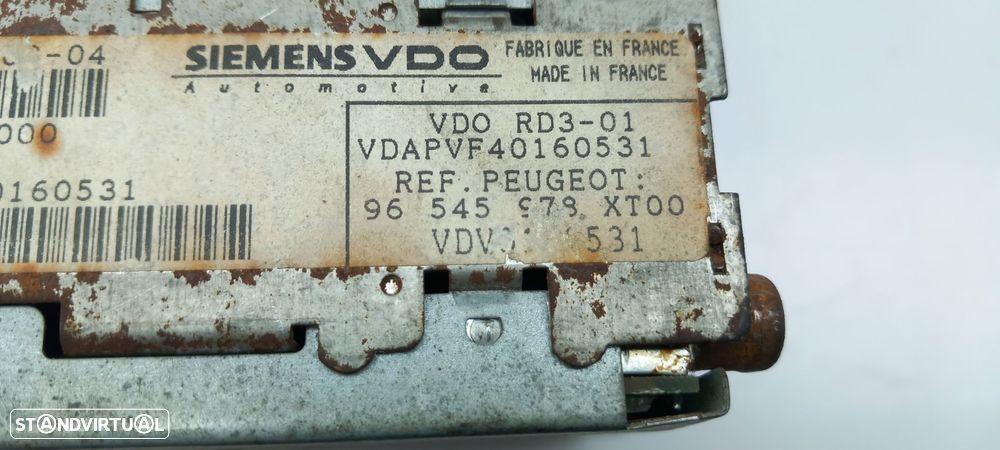 -04
SIEMENS VDO
Automotive
FABRIQUE EN FRANCE
MADE IN FRANCE
000
0160531
VDO RD3-01
VDAPVF40160531
REF. PEUGEOT:
96 545 978 XT00
531
STANDVIRTUAL